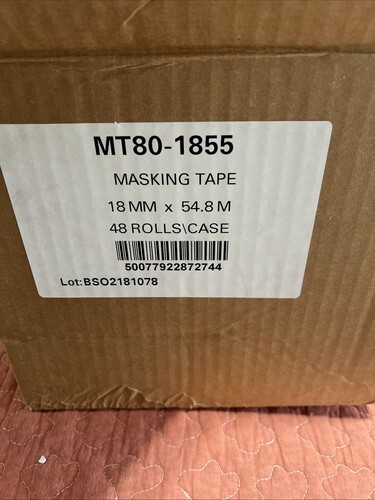 MT80-1855
MASKING TAPE
18 MM x 54.8 M
48 ROLLS\CASE
50077922872744
Lot:BSO2181078